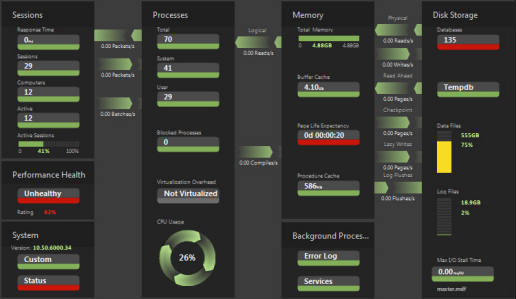 Sessions
Response Time
0ms
Sessions
29
Computers
12
Active
12
Active Sessions
0 41% 100%
Performance Health
Unhealthy
Rating 62%
System
Version: 10.50.6000.34
Custom
Status
0.00 Packets/s
0.00 Packets/s
0.00 Batches/s
Processes
Total
70
System
41
User
29
Blocked Processes
0
Virtualization Overhead
Not Virtualized
CPU Usage
26%
Logical
0.00 Reads/s
0.00 Compiles/s
Memory
Total Memory
0 4.88GB 4.88GB
Buffer Cache
4.10GB
Page Life Expectancy
0d 00:00:20
Procedure Cache
586MB
Background Proces...
Error Log
Services
Physical
0.00 Reads/s
0.00 Writes/s
Read Ahead
0.00 Pages/s
Checkpoint
0.00 Pages/s
Lazy Writes
0.00 Pages/s
Log Flushes
0.00 Flushes/s
Disk Storage
Databases
135
Tempdb
Data Files
555GB
75%
Log Files
18.9GB
2%
Max I/O Stall Time
0.00
master.mdf